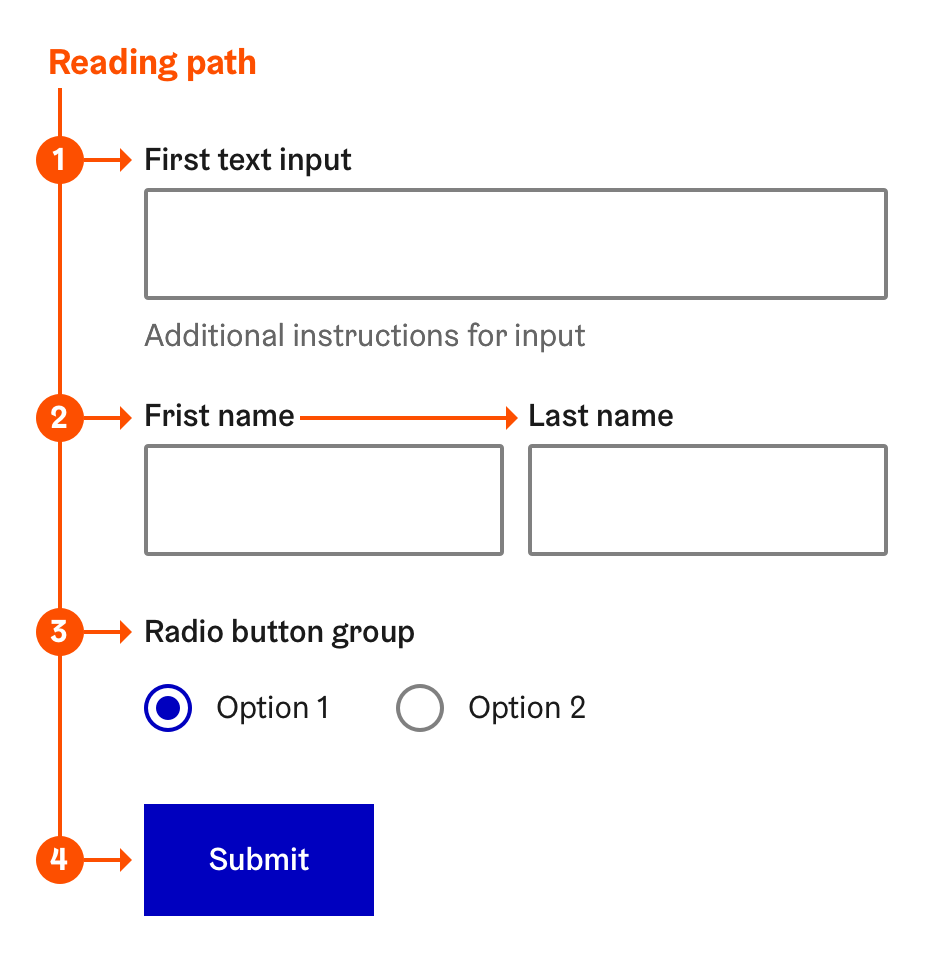 Reading path
1 First text input
Additional instructions for input
2 Frist name Last name
3 Radio button group
Option 1 Option 2
4 Submit